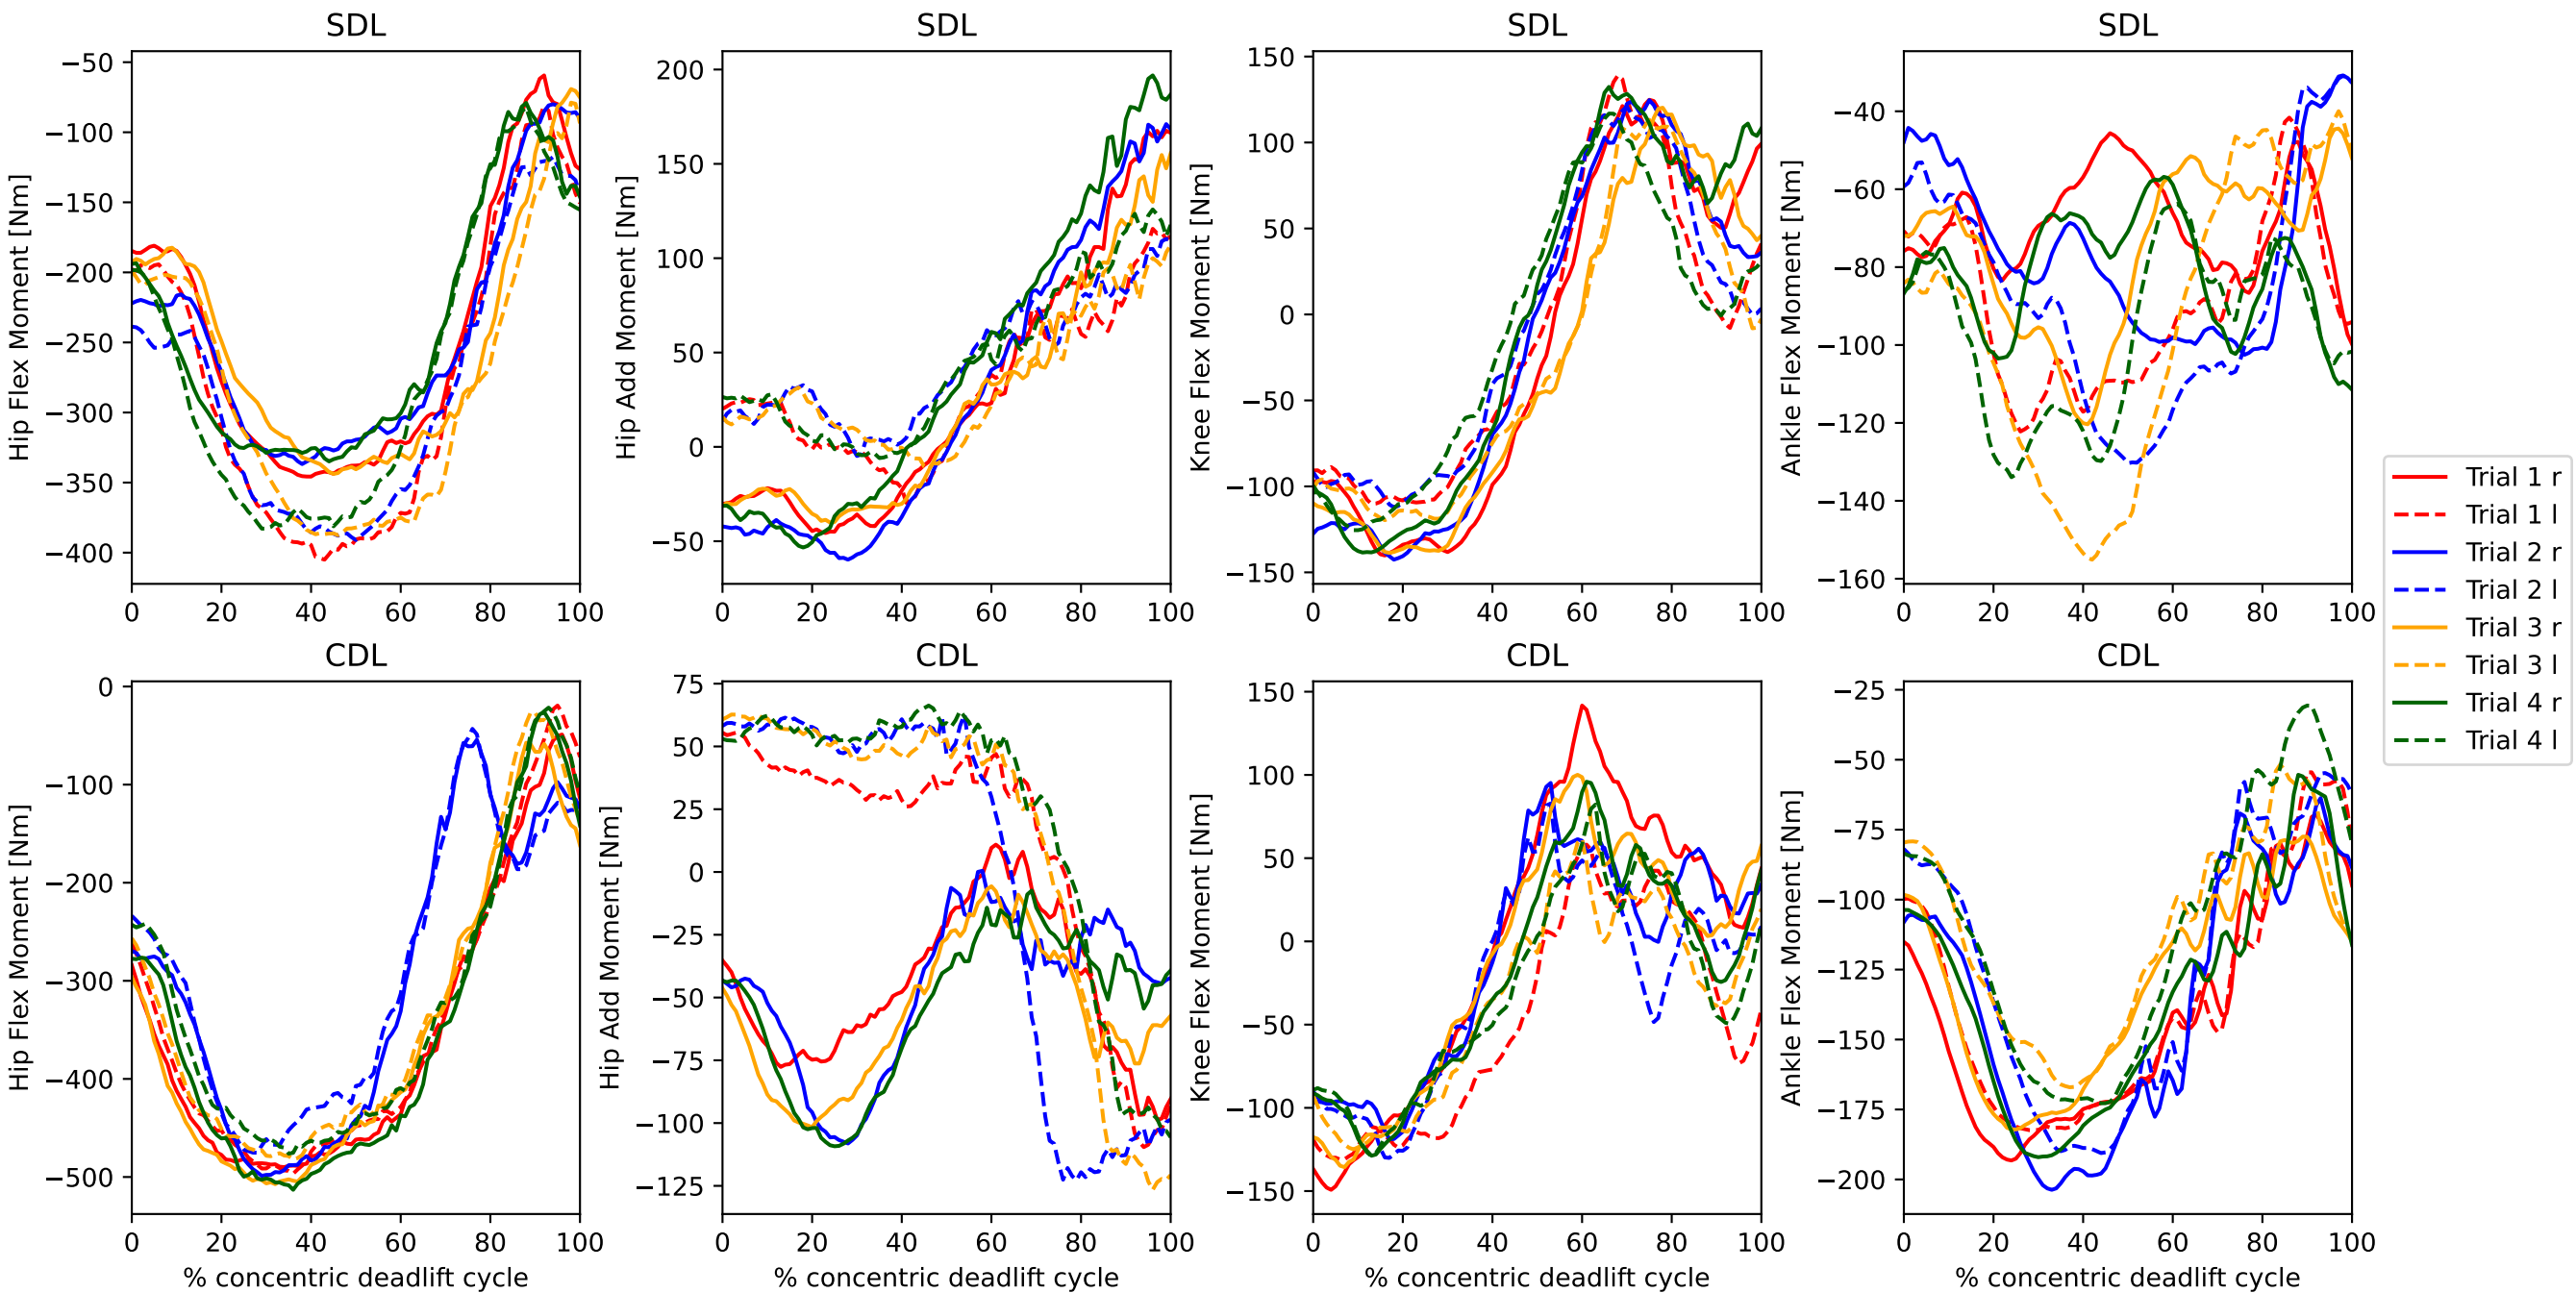 SDL
SDL
SDL
SDL
Hip Flex Moment [Nm]
−50
−100
−150
−200
−250
−300
−350
−400
0 20 40 60 80 100
Hip Add Moment [Nm]
200
150
100
50
0
−50
0 20 40 60 80 100
Knee Flex Moment [Nm]
150
100
50
0
−50
−100
−150
0 20 40 60 80 100
Ankle Flex Moment [Nm]
−40
−60
−80
−100
−120
−140
−160
0 20 40 60 80 100
Trial 1 r
Trial 1 l
Trial 2 r
Trial 2 l
Trial 3 r
Trial 3 l
Trial 4 r
Trial 4 l
CDL
CDL
CDL
CDL
Hip Flex Moment [Nm]
0
−100
−200
−300
−400
−500
0 20 40 60 80 100
% concentric deadlift cycle
Hip Add Moment [Nm]
75
50
25
0
−25
−50
−75
−100
−125
0 20 40 60 80 100
% concentric deadlift cycle
Knee Flex Moment [Nm]
150
100
50
0
−50
−100
−150
0 20 40 60 80 100
% concentric deadlift cycle
Ankle Flex Moment [Nm]
−25
−50
−75
−100
−125
−150
−175
−200
0 20 40 60 80 100
% concentric deadlift cycle